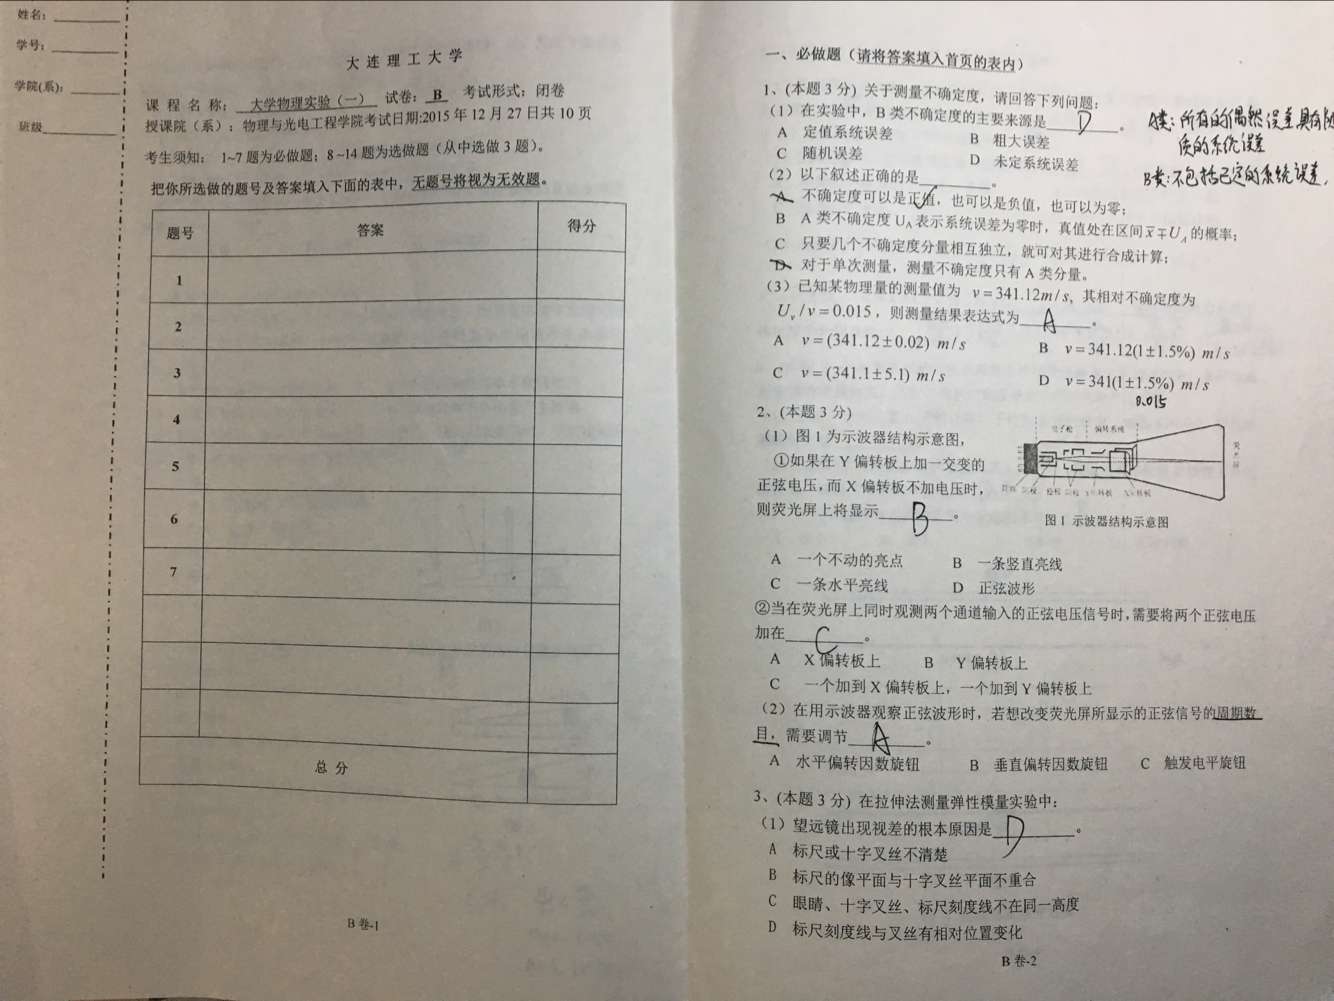 姓名：
学号：
学院(系)：
班级
大 连 理 工 大 学
课 程 名 称： 大学物理实验（一） 试卷： B 考试形式：闭卷
授课院（系）：物理与光电工程学院考试日期:2015 年 12 月 27 日共 10 页
考生须知： 1~7 题为必做题；8 ~14 题为选做题（从中选做 3 题）。
把你所选做的题号及答案填入下面的表中，无题号将视为无效题。
题号 答案 得分
1
2
3
4
5
6
7
总 分
B 卷-1
一、必做题（请将答案填入首页的表内）
1、(本题 3 分) 关于测量不确定度，请回答下列问题：
（1）在实验中，B 类不确定度的主要来源是 D 。
A 定值系统误差 B 粗大误差
C 随机误差 D 未定系统误差
A类：所有的偶然误差具有随
质的系统误差
B类：不包括已定的系统误差，
（2）以下叙述正确的是 。
A 不确定度可以是正值，也可以是负值，也可以为零；
B A 类不确定度 U_A 表示系统误差为零时，真值处在区间 x̄∓U_A 的概率；
C 只要几个不确定度分量相互独立，就可对其进行合成计算；
D 对于单次测量，测量不确定度只有 A 类分量。
（3）已知某物理量的测量值为 v = 341.12m / s，其相对不确定度为
U_v / v = 0.015 ，则测量结果表达式为 A 。
A v = (341.12 ± 0.02) m / s B v = 341.12(1 ± 1.5%) m / s
C v = (341.1 ± 5.1) m / s D v = 341(1 ± 1.5%) m / s
0.015
2、(本题 3 分)
（1）图 1 为示波器结构示意图，
①如果在 Y 偏转板上加一交变的
正弦电压，而 X 偏转板不加电压时，
则荧光屏上将显示 B 。
电子枪 偏转系统
荧光屏
图 1 示波器结构示意图
A 一个不动的亮点 B 一条竖直亮线
C 一条水平亮线 D 正弦波形
②当在荧光屏上同时观测两个通道输入的正弦电压信号时，需要将两个正弦电压
加在 C 。
A X 偏转板上 B Y 偏转板上
C 一个加到 X 偏转板上，一个加到 Y 偏转板上
（2）在用示波器观察正弦波形时，若想改变荧光屏所显示的正弦信号的周期数
目，需要调节 A 。
A 水平偏转因数旋钮 B 垂直偏转因数旋钮 C 触发电平旋钮
3、(本题 3 分) 在拉伸法测量弹性模量实验中：
（1）望远镜出现视差的根本原因是 D 。
A 标尺或十字叉丝不清楚
B 标尺的像平面与十字叉丝平面不重合
C 眼睛、十字叉丝、标尺刻度线不在同一高度
D 标尺刻度线与叉丝有相对位置变化
B 卷-2